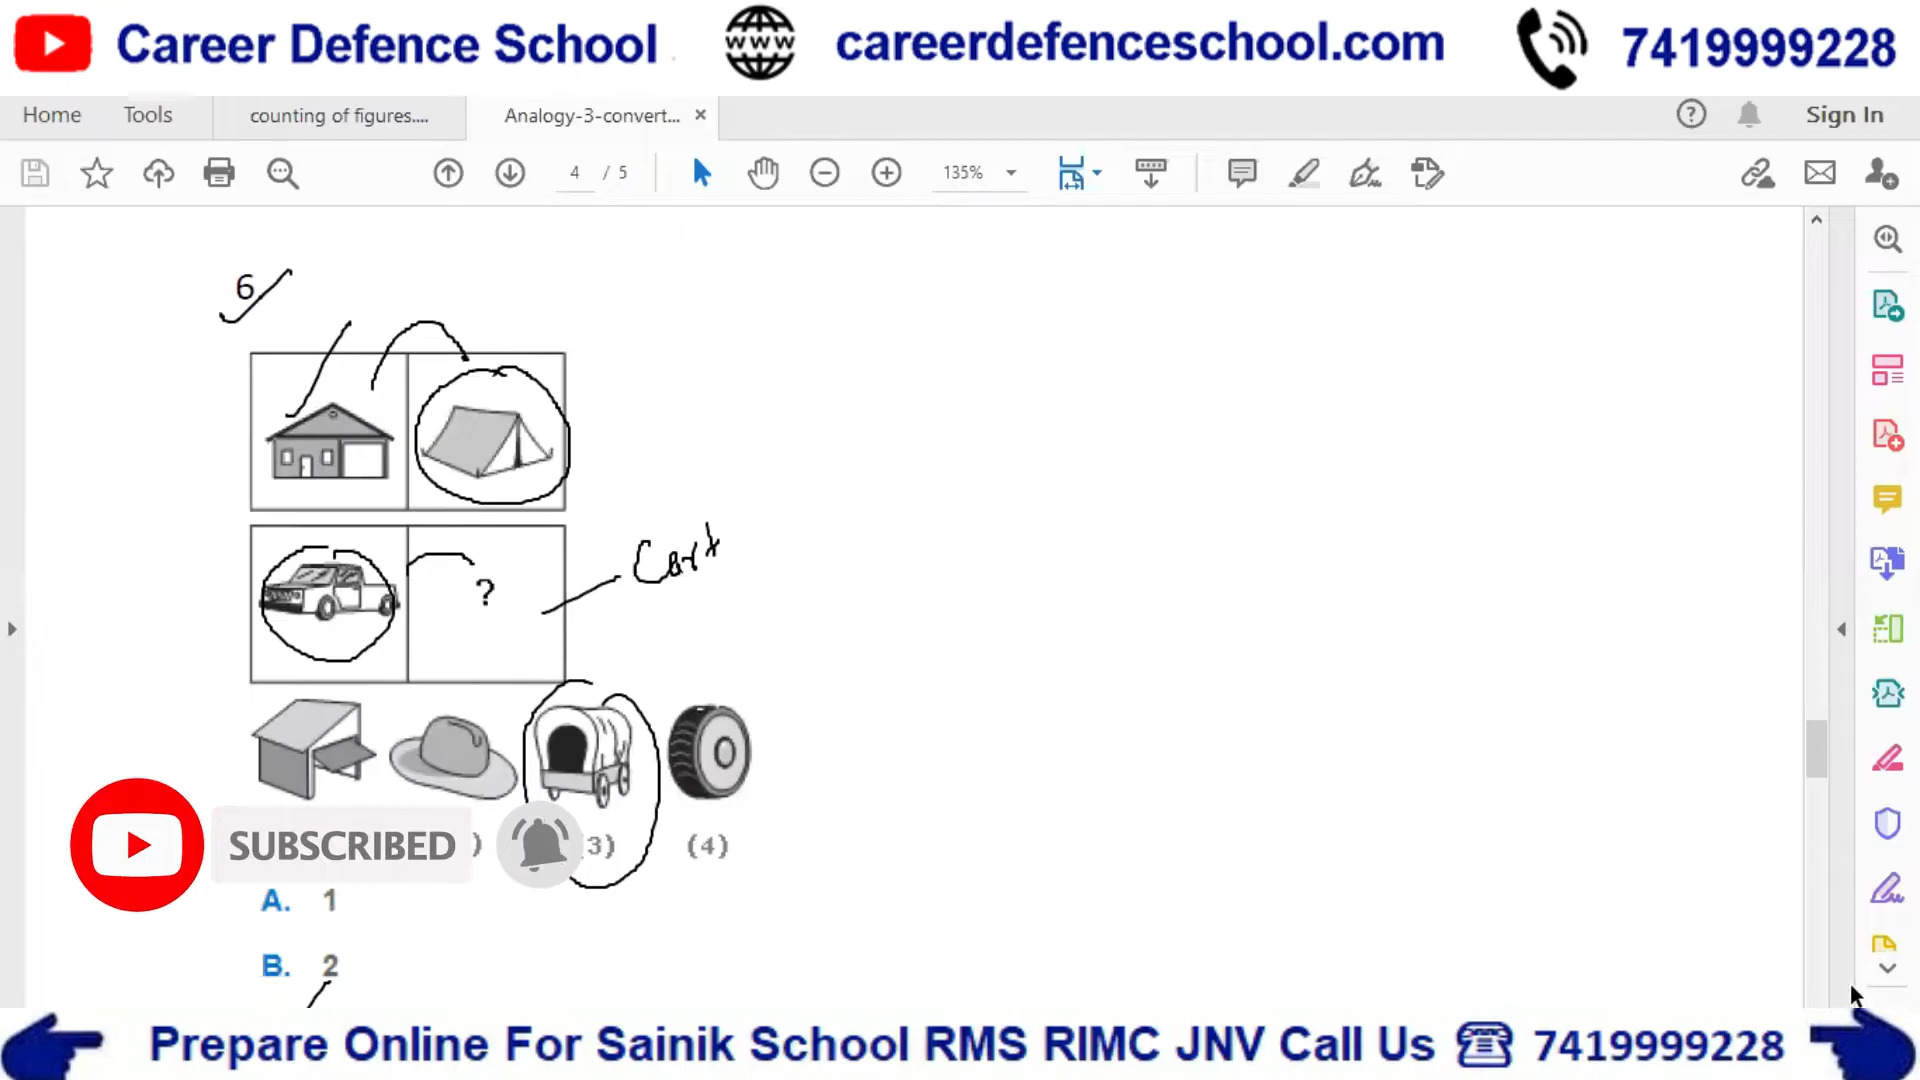 Career Defence School
www
careerdefenceschool.com
7419999228
Home
Tools
counting of figures....
Analogy-3-convert...
Sign In
4 / 5
135%
6
Cart
?
SUBSCRIBED
)
3)
(4)
A. 1
B. 2
Prepare Online For Sainik School RMS RIMC JNV Call Us 7419999228